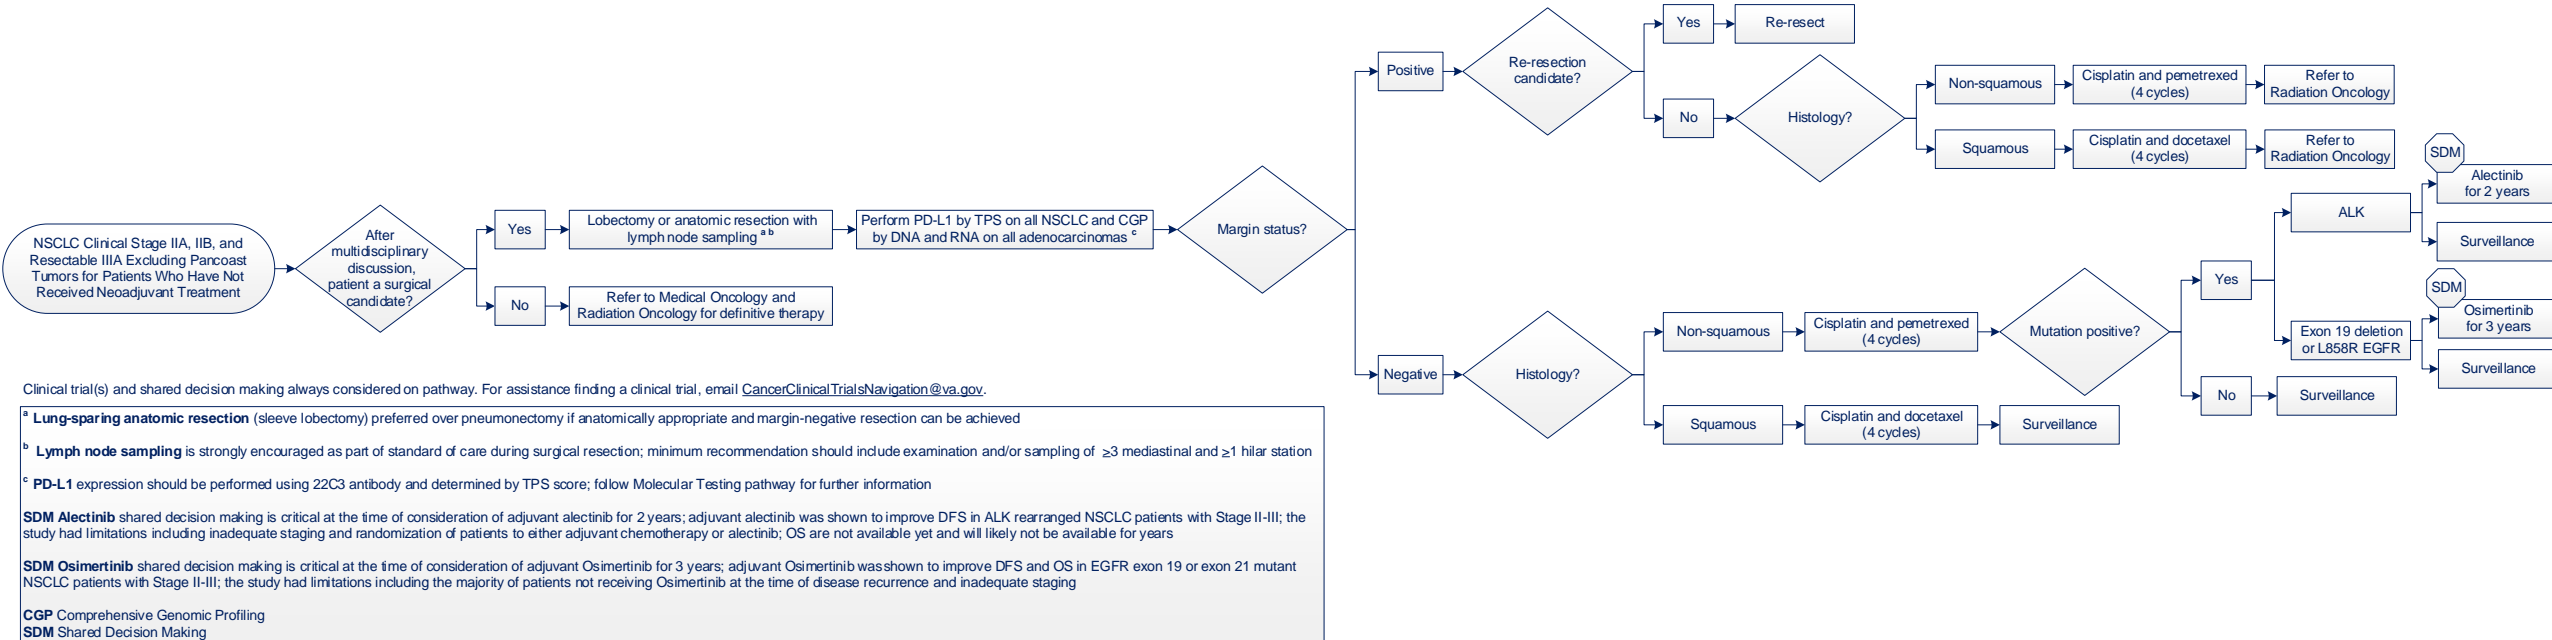 NSCLC Clinical Stage IIA, IIB, and
Resectable IIIA Excluding Pancoast
Tumors for Patients Who Have Not
Received Neoadjuvant Treatment
After
multidisciplinary
discussion,
patient a surgical
candidate?
Yes
Lobectomy or anatomic resection with
lymph node sampling a b
Perform PD-L1 by TPS on all NSCLC and CGP
by DNA and RNA on all adenocarcinomas c
No
Refer to Medical Oncology and
Radiation Oncology for definitive therapy
Margin status?
Positive
Re-resection
candidate?
Yes
Re-resect
No
Histology?
Non-squamous
Cisplatin and pemetrexed
(4 cycles)
Refer to
Radiation Oncology
Squamous
Cisplatin and docetaxel
(4 cycles)
Refer to
Radiation Oncology
Negative
Histology?
Non-squamous
Cisplatin and pemetrexed
(4 cycles)
Mutation positive?
Yes
ALK
SDM
Alectinib
for 2 years
Surveillance
Exon 19 deletion
or L858R EGFR
SDM
Osimertinib
for 3 years
Surveillance
No
Surveillance
Squamous
Cisplatin and docetaxel
(4 cycles)
Surveillance
Clinical trial(s) and shared decision making always considered on pathway. For assistance finding a clinical trial, email CancerClinicalTrialsNavigation@va.gov.
a Lung-sparing anatomic resection (sleeve lobectomy) preferred over pneumonectomy if anatomically appropriate and margin-negative resection can be achieved
b Lymph node sampling is strongly encouraged as part of standard of care during surgical resection; minimum recommendation should include examination and/or sampling of ≥3 mediastinal and ≥1 hilar station
c PD-L1 expression should be performed using 22C3 antibody and determined by TPS score; follow Molecular Testing pathway for further information
SDM Alectinib shared decision making is critical at the time of consideration of adjuvant alectinib for 2 years; adjuvant alectinib was shown to improve DFS in ALK rearranged NSCLC patients with Stage II-III; the
study had limitations including inadequate staging and randomization of patients to either adjuvant chemotherapy or alectinib; OS are not available yet and will likely not be available for years
SDM Osimertinib shared decision making is critical at the time of consideration of adjuvant Osimertinib for 3 years; adjuvant Osimertinib was shown to improve DFS and OS in EGFR exon 19 or exon 21 mutant
NSCLC patients with Stage II-III; the study had limitations including the majority of patients not receiving Osimertinib at the time of disease recurrence and inadequate staging
CGP Comprehensive Genomic Profiling
SDM Shared Decision Making